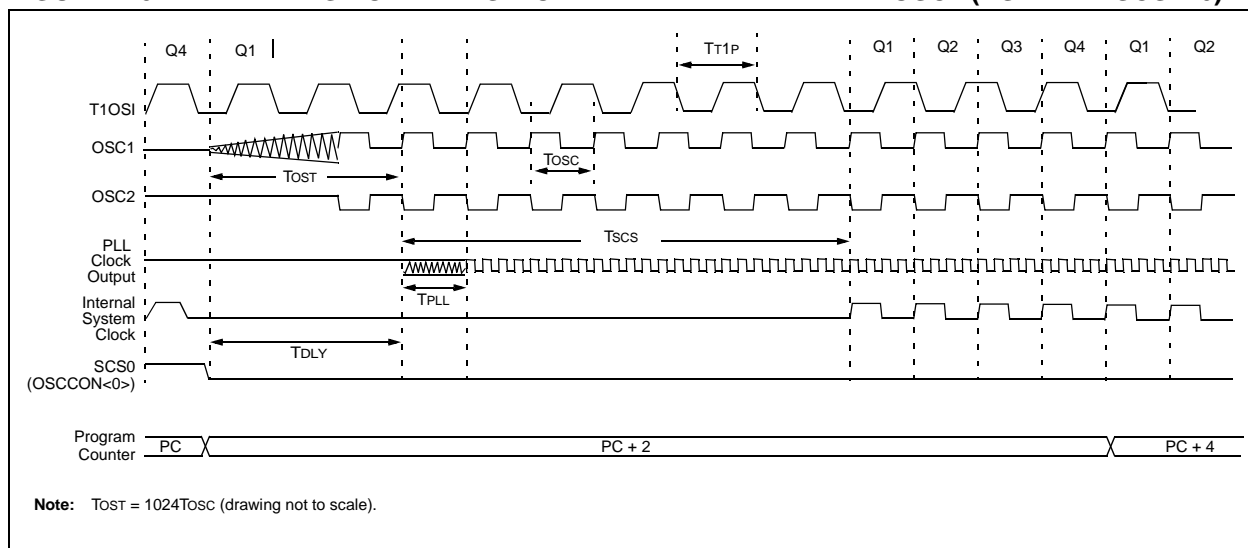 Q4 Q1 TT1P Q1 Q2 Q3 Q4 Q1 Q2
T1OSI
OSC1
TOST TOSC
OSC2
TSCS
PLL
Clock
Output
TPLL
Internal
System
Clock
TDLY
SCS0
(OSCCON<0>)
Program
Counter
PC PC + 2 PC + 4
Note: TOST = 1024TOSC (drawing not to scale).